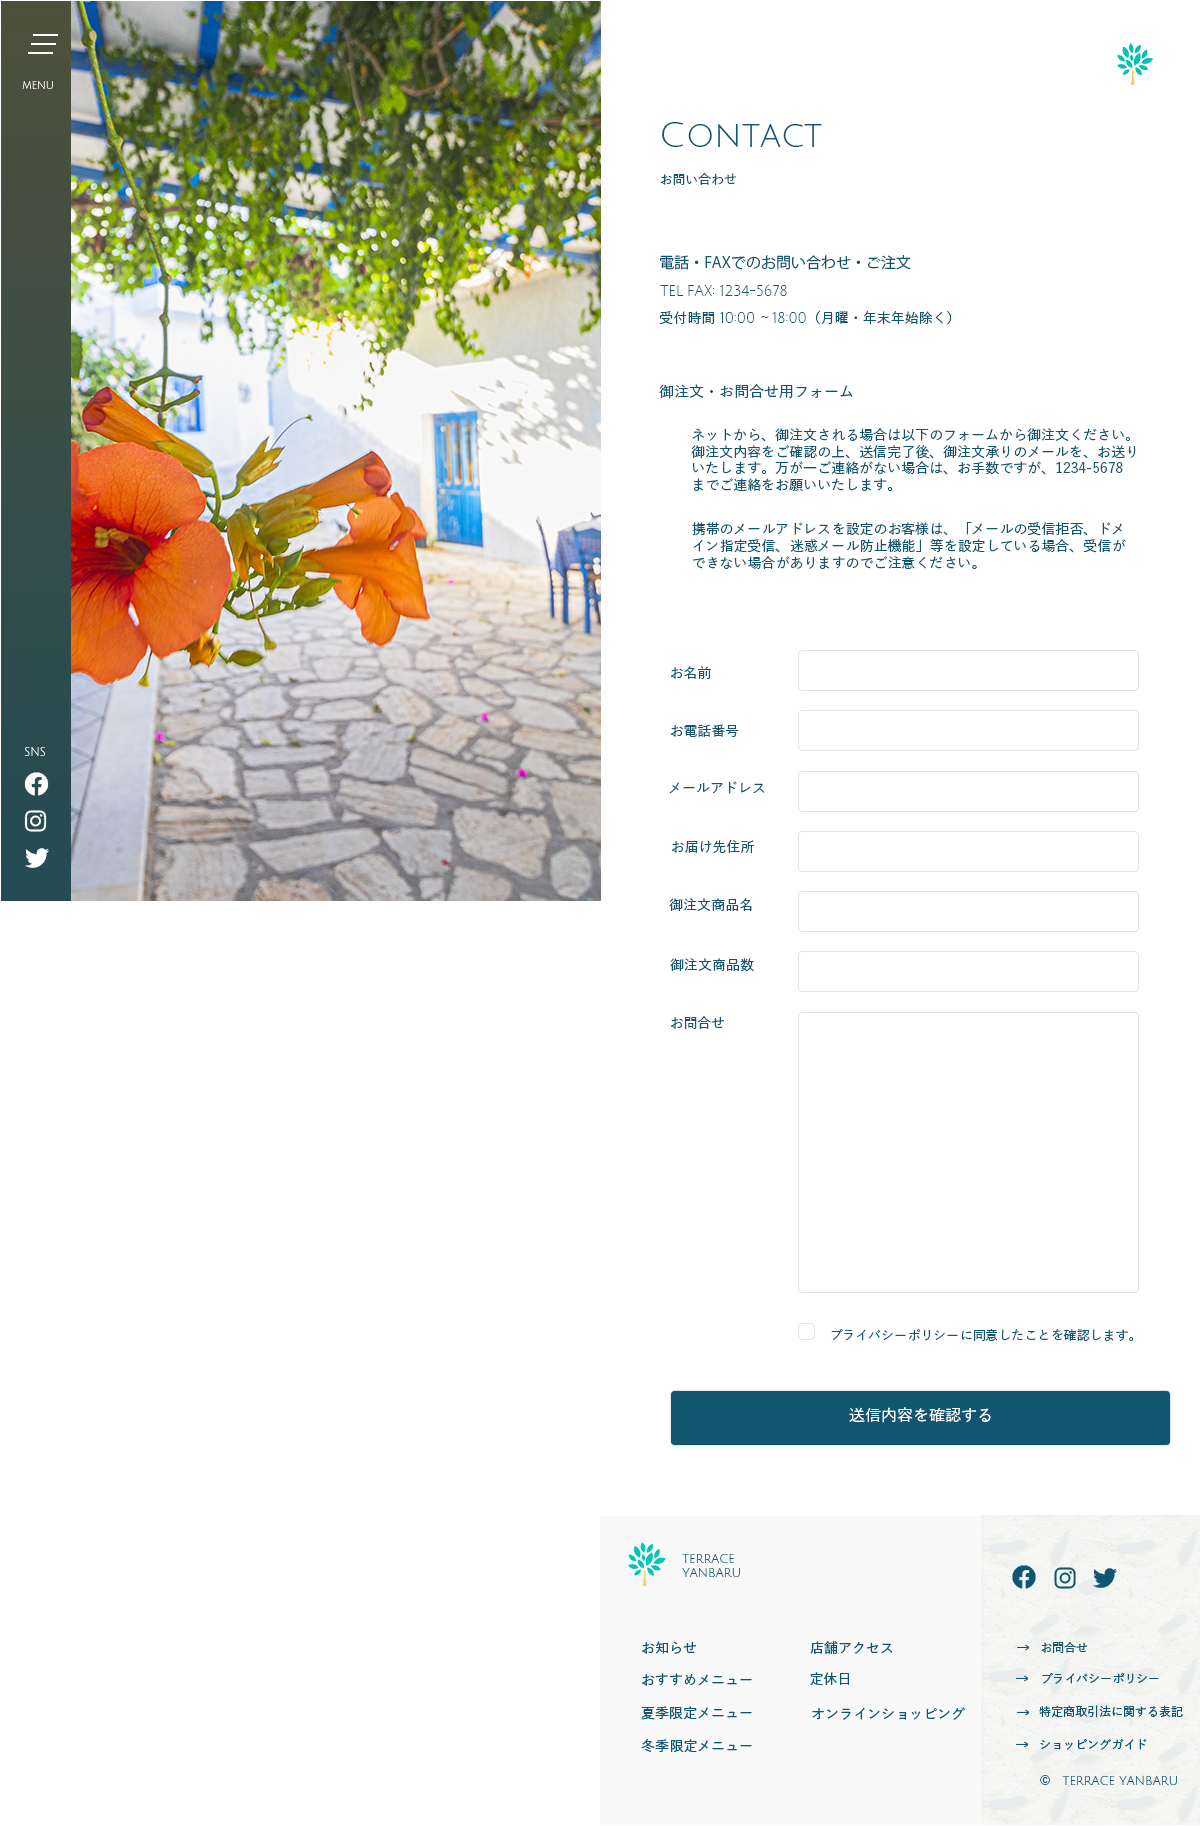 MENU
SNS
CONTACT
お問い合わせ
電話・FAXでのお問い合わせ・ご注文
TEL FAX: 1234-5678
受付時間 10:00 ~ 18:00（月曜・年末年始除く）
御注文・お問合せ用フォーム
ネットから、御注文される場合は以下のフォームから御注文ください。
御注文内容をご確認の上、送信完了後、御注文承りのメールを、お送り
いたします。万が一ご連絡がない場合は、お手数ですが、1234-5678
までご連絡をお願いいたします。
携帯のメールアドレスを設定のお客様は、「メールの受信拒否、ドメ
イン指定受信、迷惑メール防止機能」等を設定している場合、受信が
できない場合がありますのでご注意ください。
お名前
お電話番号
メールアドレス
お届け先住所
御注文商品名
御注文商品数
お問合せ
プライバシーポリシーに同意したことを確認します。
送信内容を確認する
TERRACE
YANBARU
お知らせ
おすすめメニュー
夏季限定メニュー
冬季限定メニュー
店舗アクセス
定休日
オンラインショッピング
→ お問合せ
→ プライバシーポリシー
→ 特定商取引法に関する表記
→ ショッピングガイド
© TERRACE YANBARU